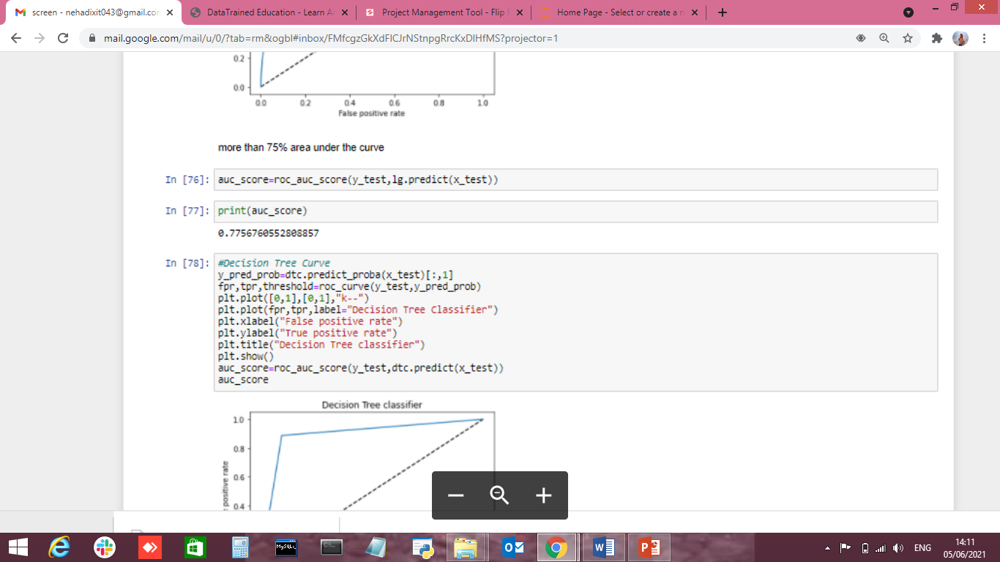 screen - nehadixit043@gmail.con
DataTrained Education - Learn A
Project Management Tool - Flip
Home Page - Select or create a n
mail.google.com/mail/u/0/?tab=rm&ogbl#inbox/FMfcgzGkXdFlCJrNStnpgRrcKxDlHfMS?projector=1
0.2
0.0
0.0 0.2 0.4 0.6 0.8 1.0
False positive rate
more than 75% area under the curve
In [76]: auc_score=roc_auc_score(y_test,lg.predict(x_test))
In [77]: print(auc_score)
0.7756760552808857
In [78]: #Decision Tree Curve
y_pred_prob=dtc.predict_proba(x_test)[:,1]
fpr,tpr,threshold=roc_curve(y_test,y_pred_prob)
plt.plot([0,1],[0,1],"k--")
plt.plot(fpr,tpr,label="Decision Tree Classifier")
plt.xlabel("False positive rate")
plt.ylabel("True positive rate")
plt.title("Decision Tree classifier")
plt.show()
auc_score=roc_auc_score(y_test,dtc.predict(x_test))
auc_score
Decision Tree classifier
1.0
0.8
0.6
0.4
positive rate
MySQL
ENG
14:11
05/06/2021